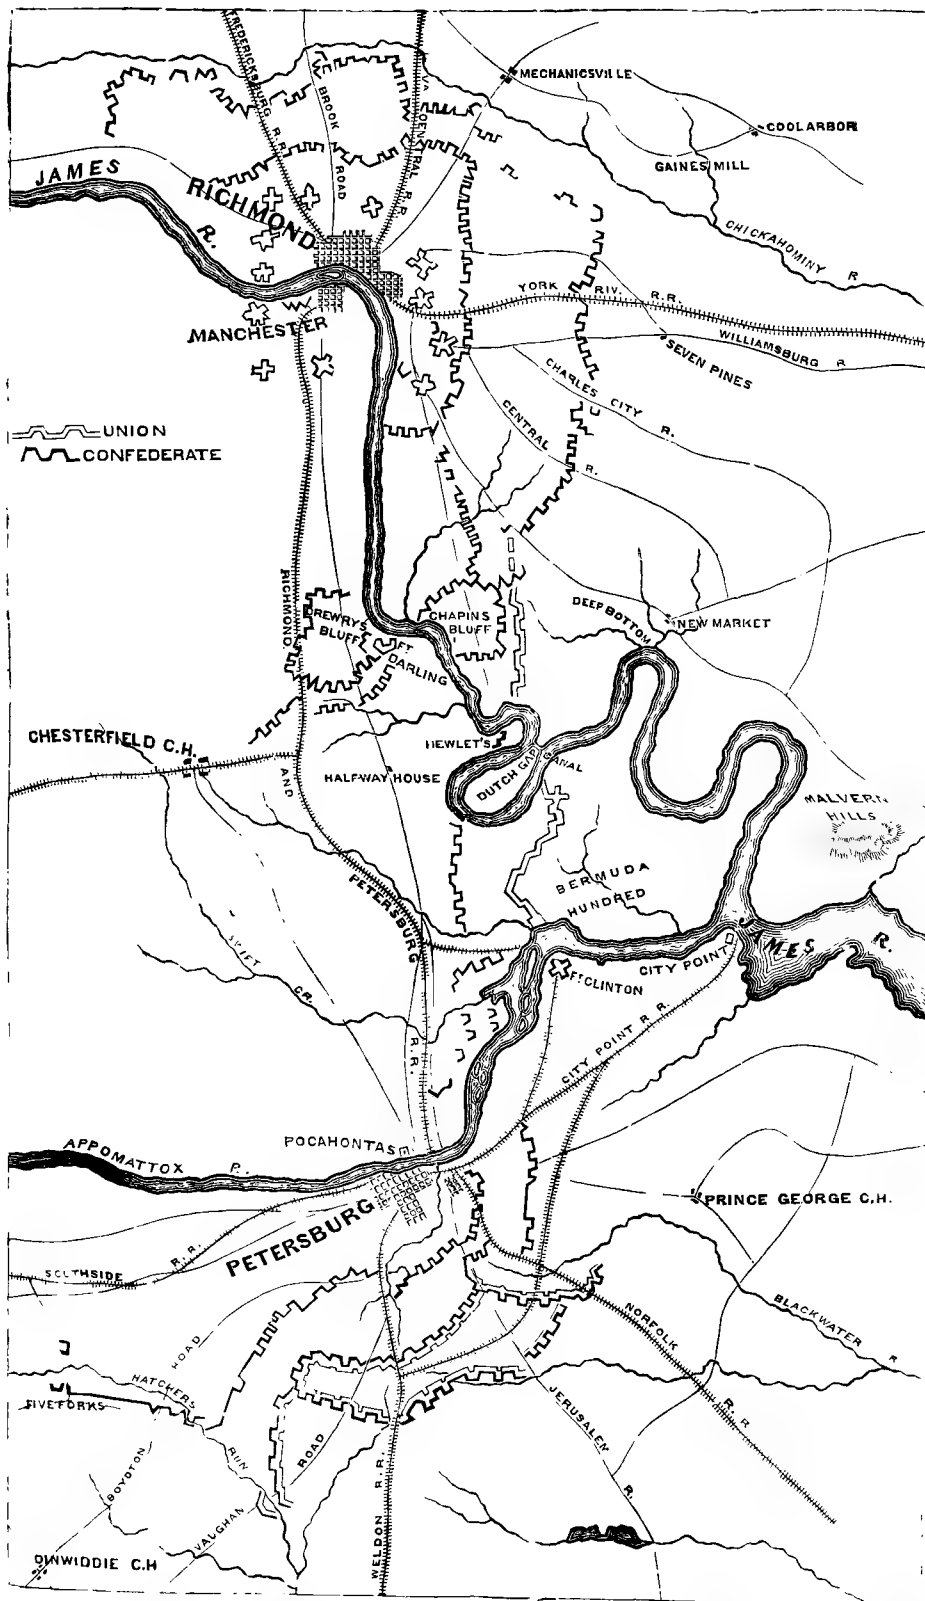 FREDERICKSBURG R.R.
BROOK ROAD
VA CENTRAL R.R.
MECHANICSVILLE
COOLARBOR
GAINES MILL
JAMES R.
RICHMOND
CHICKAHOMINY R
YORK RIV. R.R.
MANCHESTER
WILLIAMSBURG R
SEVEN PINES
CHARLES CITY R.
CENTRAL R.
UNION
CONFEDERATE
RICHMOND AND PETERSBURG R.R.
DREWRYS BLUFF
FT. DARLING
CHAPINS BLUFF
DEEP BOTTOM
NEW MARKET
CHESTERFIELD C.H.
HEWLET'S
HALFWAY HOUSE
DUTCH GAP CANAL
MALVERN HILLS
BERMUDA HUNDRED
SWIFT CR.
CITY POINT
JAMES R.
FT CLINTON
CITY POINT R.R.
POCAHONTAS
APPOMATTOX R.
PETERSBURG
PRINCE GEORGE C.H.
SOUTHSIDE R.R.
NORFOLK R.R
BLACKWATER R
HATCHERS RUN
FIVE FORKS
BOYDTON ROAD
VAUGHAN ROAD
JERUSALEM R.
WELDON R.R.
DINWIDDIE C.H